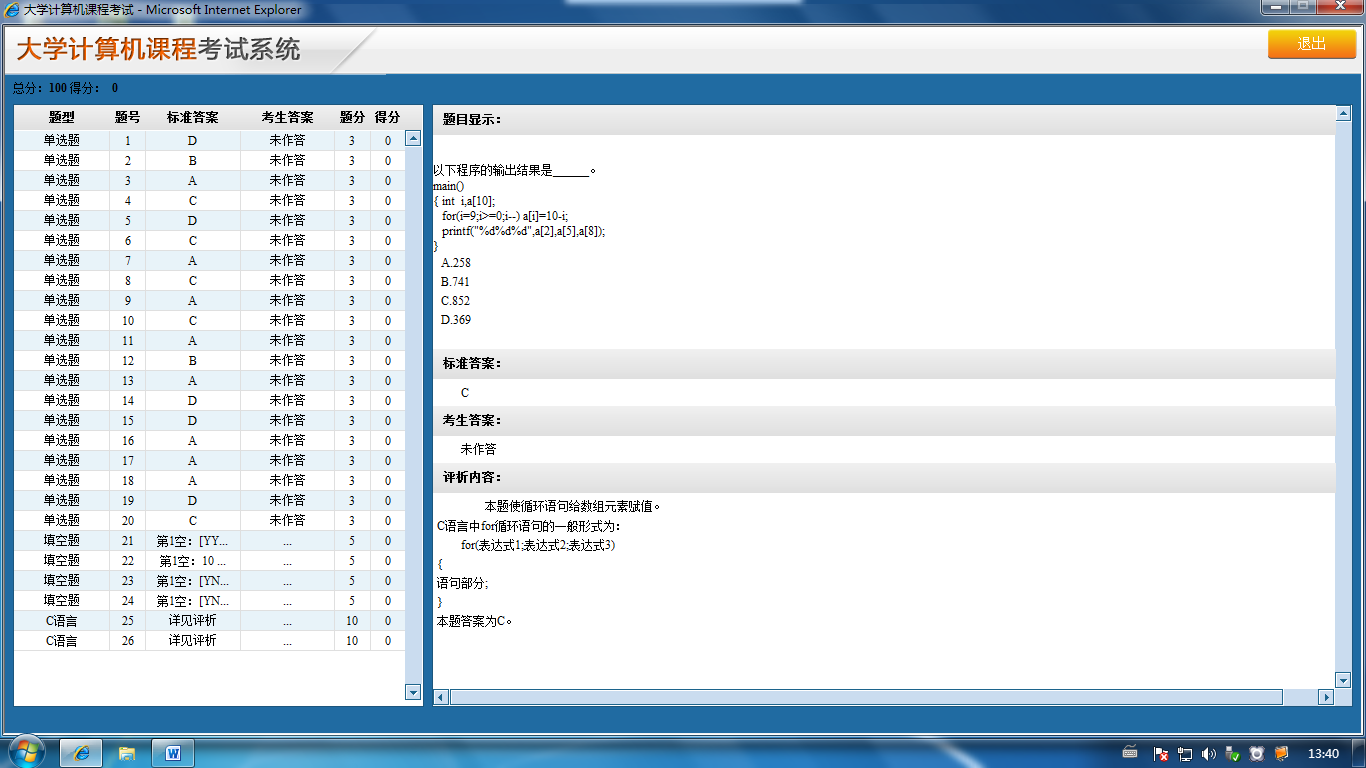 大学计算机课程考试 - Microsoft Internet Explorer
大学计算机课程考试系统
退出
总分：100 得分： 0
题型 题号 标准答案 考生答案 题分 得分
单选题 1 D 未作答 3 0
单选题 2 B 未作答 3 0
单选题 3 A 未作答 3 0
单选题 4 C 未作答 3 0
单选题 5 D 未作答 3 0
单选题 6 C 未作答 3 0
单选题 7 A 未作答 3 0
单选题 8 C 未作答 3 0
单选题 9 A 未作答 3 0
单选题 10 C 未作答 3 0
单选题 11 A 未作答 3 0
单选题 12 B 未作答 3 0
单选题 13 A 未作答 3 0
单选题 14 D 未作答 3 0
单选题 15 D 未作答 3 0
单选题 16 A 未作答 3 0
单选题 17 A 未作答 3 0
单选题 18 A 未作答 3 0
单选题 19 D 未作答 3 0
单选题 20 C 未作答 3 0
填空题 21 第1空：[YY... ... 5 0
填空题 22 第1空：10 ... ... 5 0
填空题 23 第1空：[YN... ... 5 0
填空题 24 第1空：[YN... ... 5 0
C语言 25 详见评析 ... 10 0
C语言 26 详见评析 ... 10 0
题目显示：
以下程序的输出结果是______。
main()
{ int i,a[10];
for(i=9;i>=0;i--) a[i]=10-i;
printf("%d%d%d",a[2],a[5],a[8]);
}
A.258
B.741
C.852
D.369
标准答案：
C
考生答案：
未作答
评析内容：
本题使循环语句给数组元素赋值。
C语言中for循环语句的一般形式为：
for(表达式1;表达式2;表达式3)
{
语句部分;
}
本题答案为C。
13:40